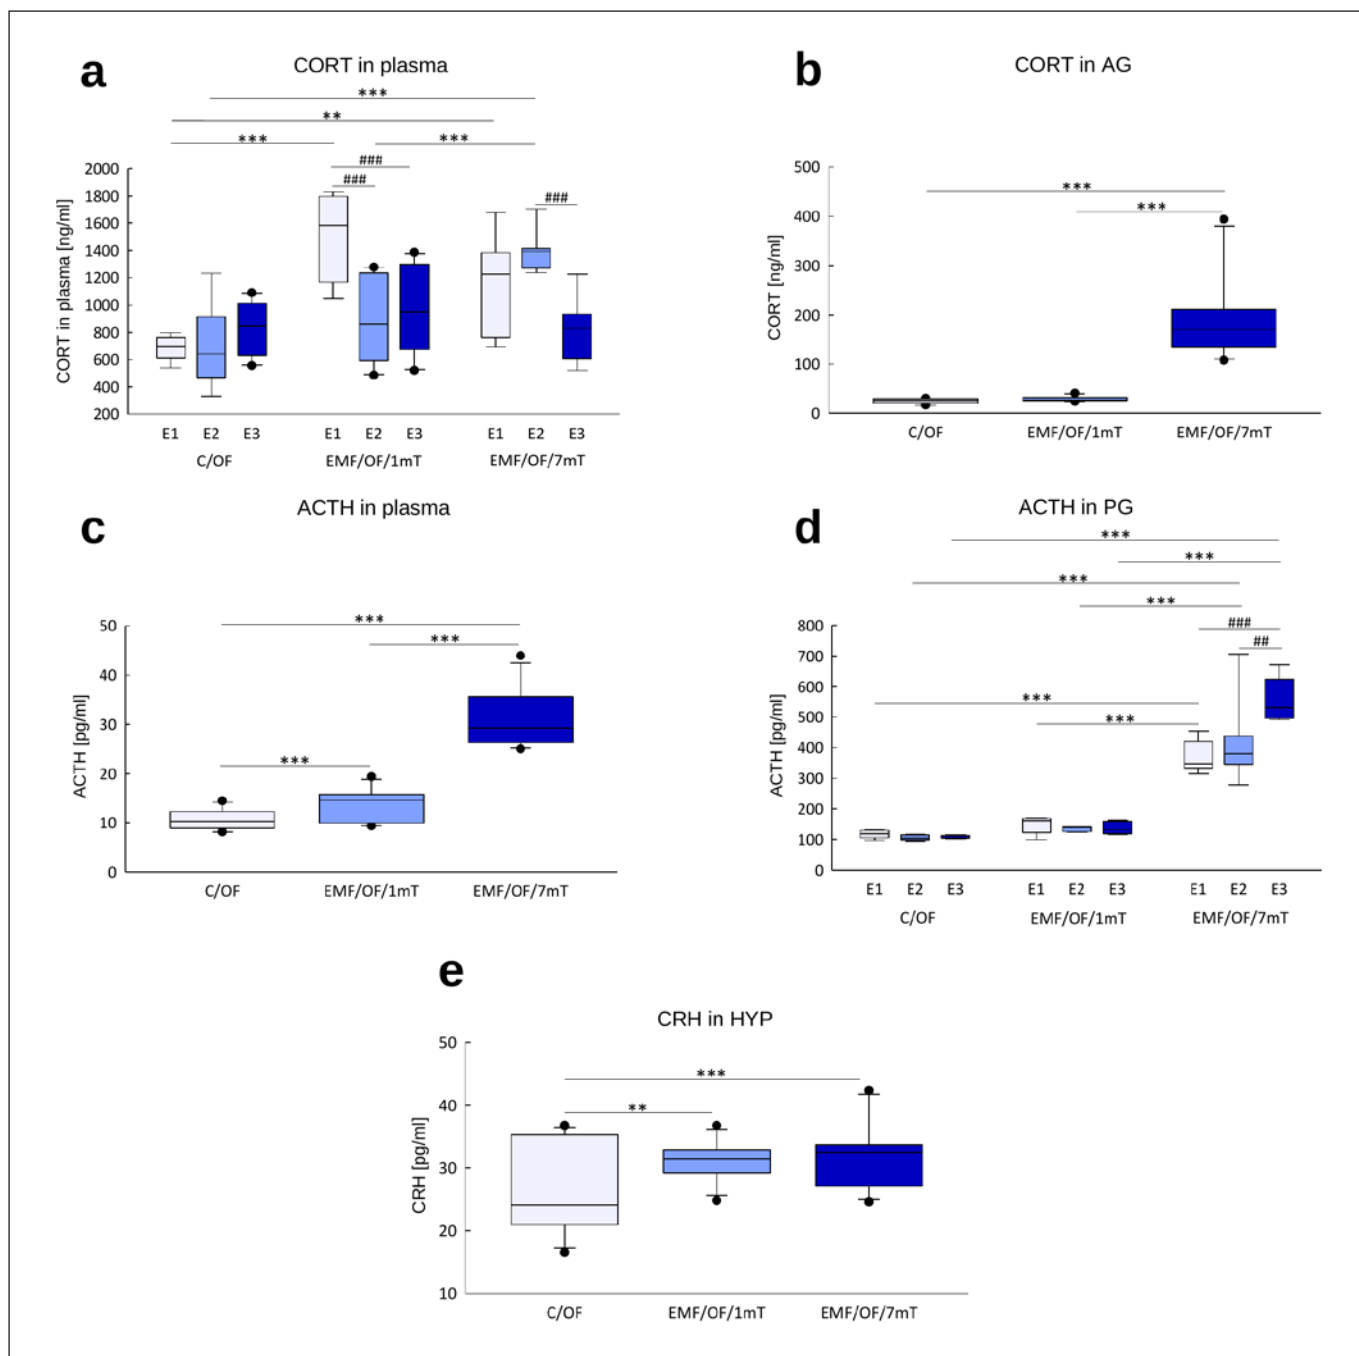 a
CORT in plasma
***
**
*** ***
###
###
###
CORT in plasma [ng/ml]
2000
1800
1600
1400
1200
1000
800
600
400
200
E1 E2 E3 E1 E2 E3 E1 E2 E3
C/OF EMF/OF/1mT EMF/OF/7mT
b
CORT in AG
***
***
CORT [ng/ml]
500
400
300
200
100
0
C/OF EMF/OF/1mT EMF/OF/7mT
c
ACTH in plasma
***
***
***
ACTH [pg/ml]
50
40
30
20
10
0
C/OF EMF/OF/1mT EMF/OF/7mT
d
ACTH in PG
***
***
***
***
###
##
***
***
ACTH [pg/ml]
800
700
600
500
400
300
200
100
0
E1 E2 E3 E1 E2 E3 E1 E2 E3
C/OF EMF/OF/1mT EMF/OF/7mT
e
CRH in HYP
***
**
CRH [pg/ml]
50
40
30
20
10
C/OF EMF/OF/1mT EMF/OF/7mT